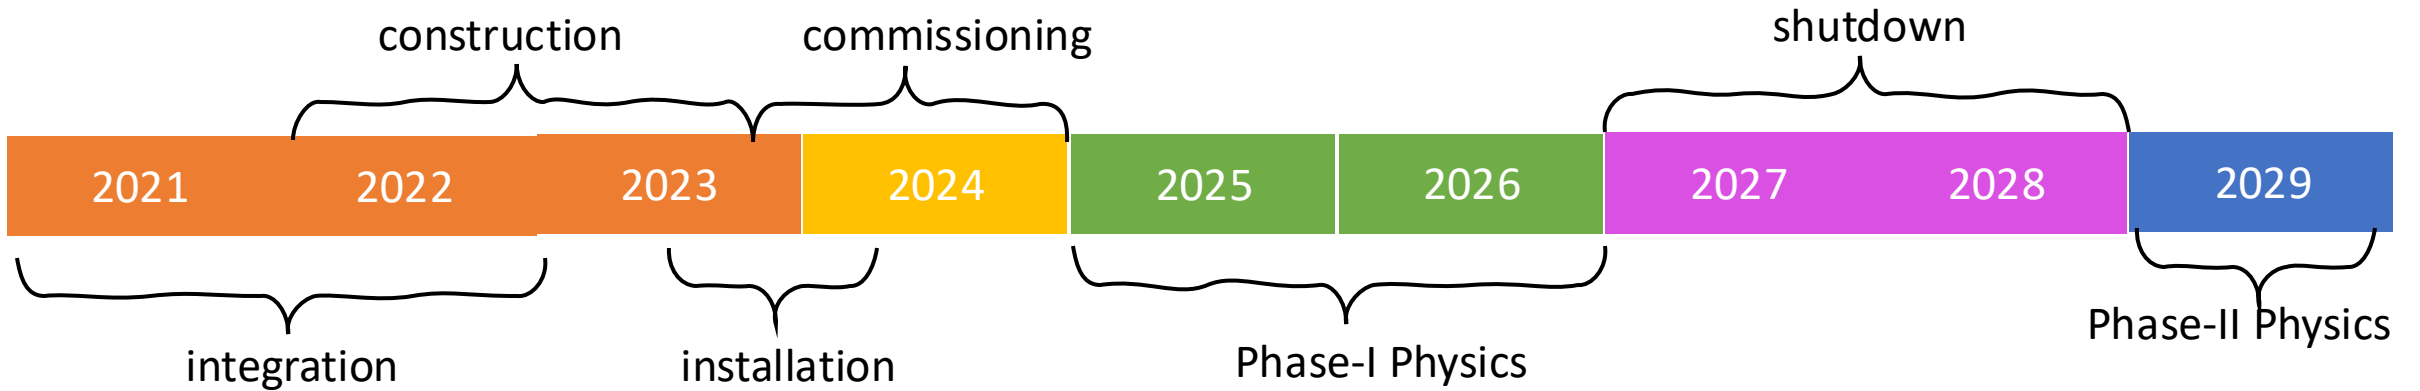 construction
commissioning
shutdown
2021
2022
2023
2024
2025
2026
2027
2028
2029
integration
installation
Phase-I Physics
Phase-II Physics